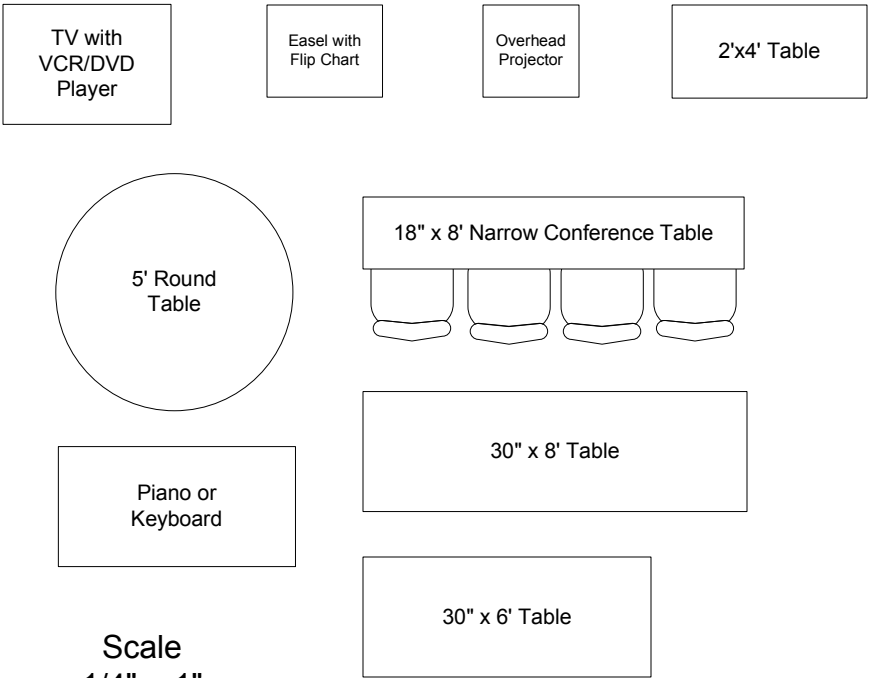 TV with
VCR/DVD
Player
Easel with
Flip Chart
Overhead
Projector
2'x4' Table
18" x 8' Narrow Conference Table
5' Round
Table
30" x 8' Table
Piano or
Keyboard
30" x 6' Table
Scale